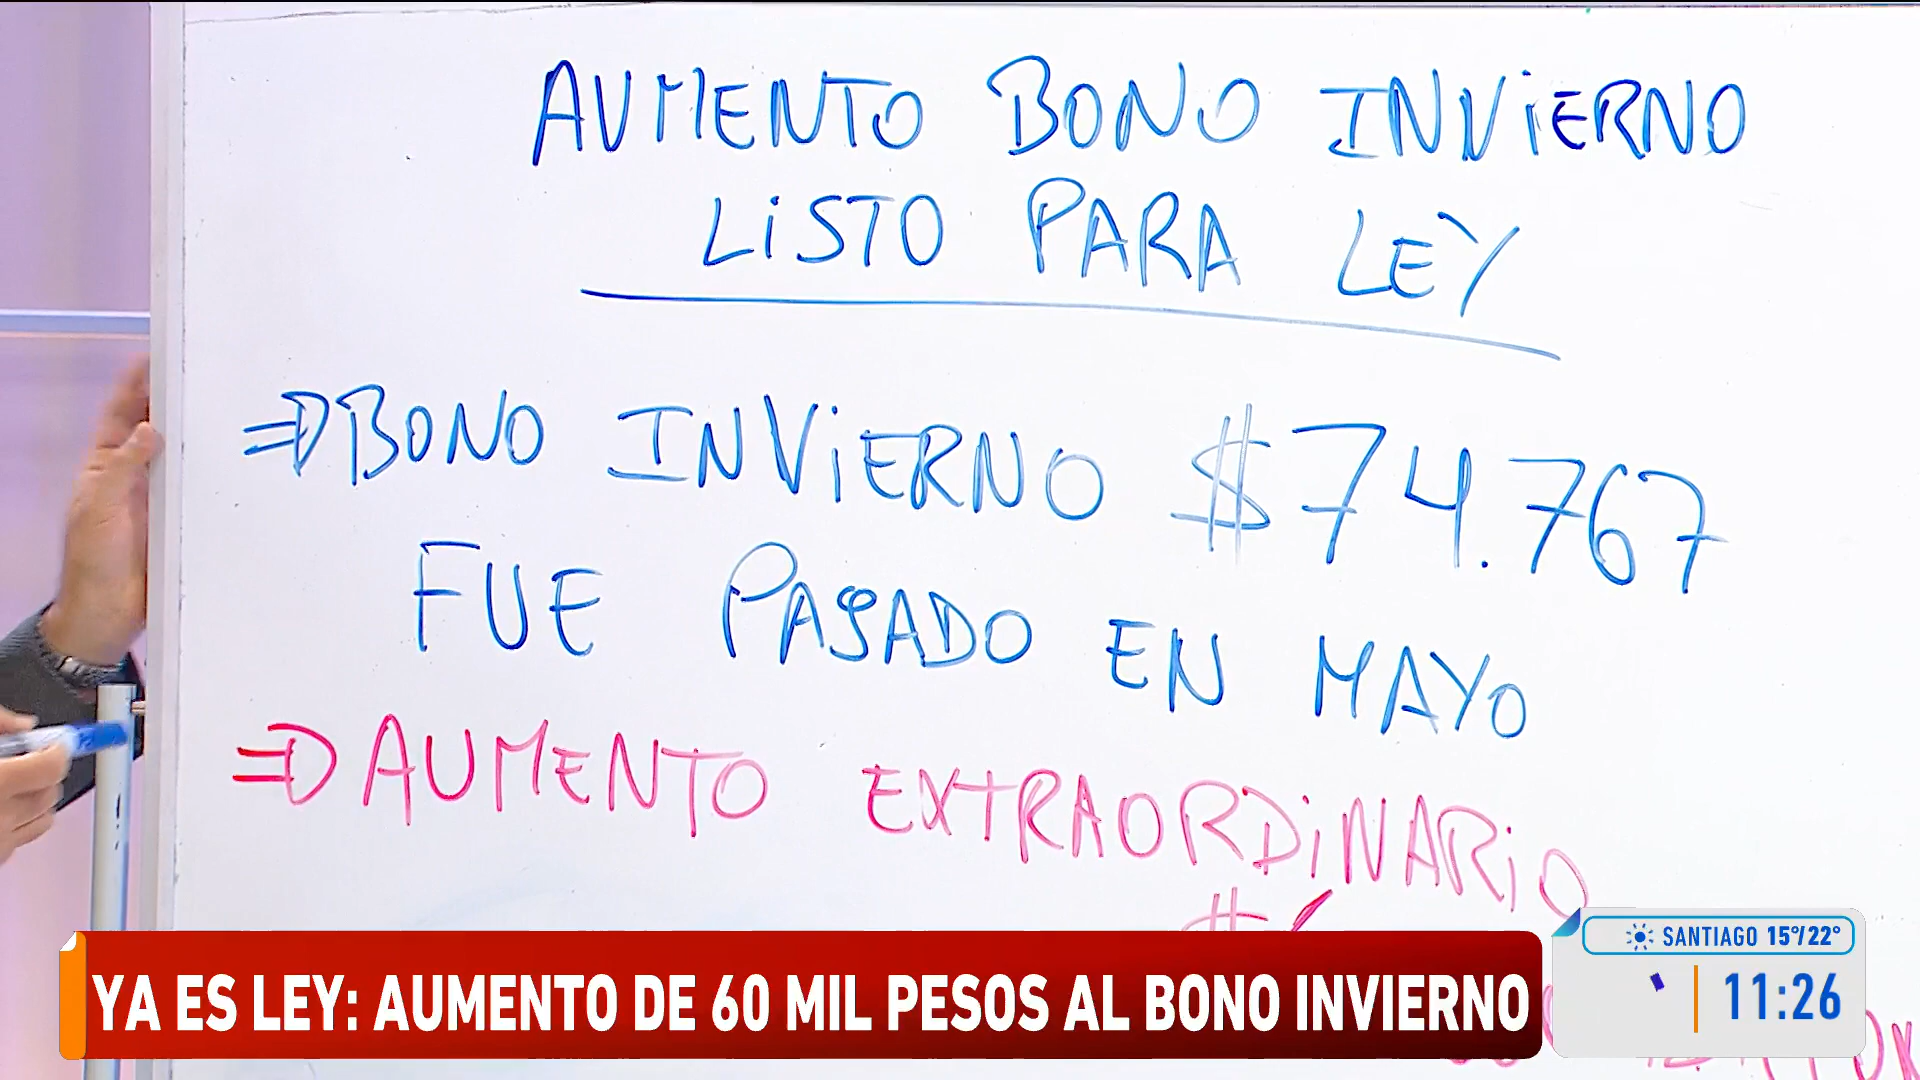 AUMENTO BONO INVIERNO
LISTO PARA LEY
⇒ BONO INVIERNO $74.767
FUE PAGADO EN MAYO
⇒ AUMENTO EXTRAORDINARIO
YA ES LEY: AUMENTO DE 60 MIL PESOS AL BONO INVIERNO
SANTIAGO 15°/22°
11:26